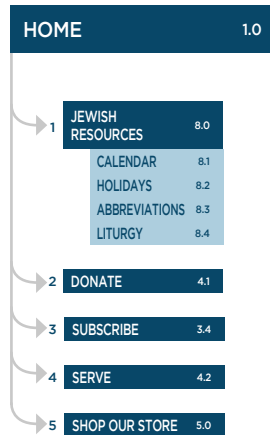 HOME 1.0
1 JEWISH RESOURCES 8.0
CALENDAR 8.1
HOLIDAYS 8.2
ABBREVIATIONS 8.3
LITURGY 8.4
2 DONATE 4.1
3 SUBSCRIBE 3.4
4 SERVE 4.2
5 SHOP OUR STORE 5.0